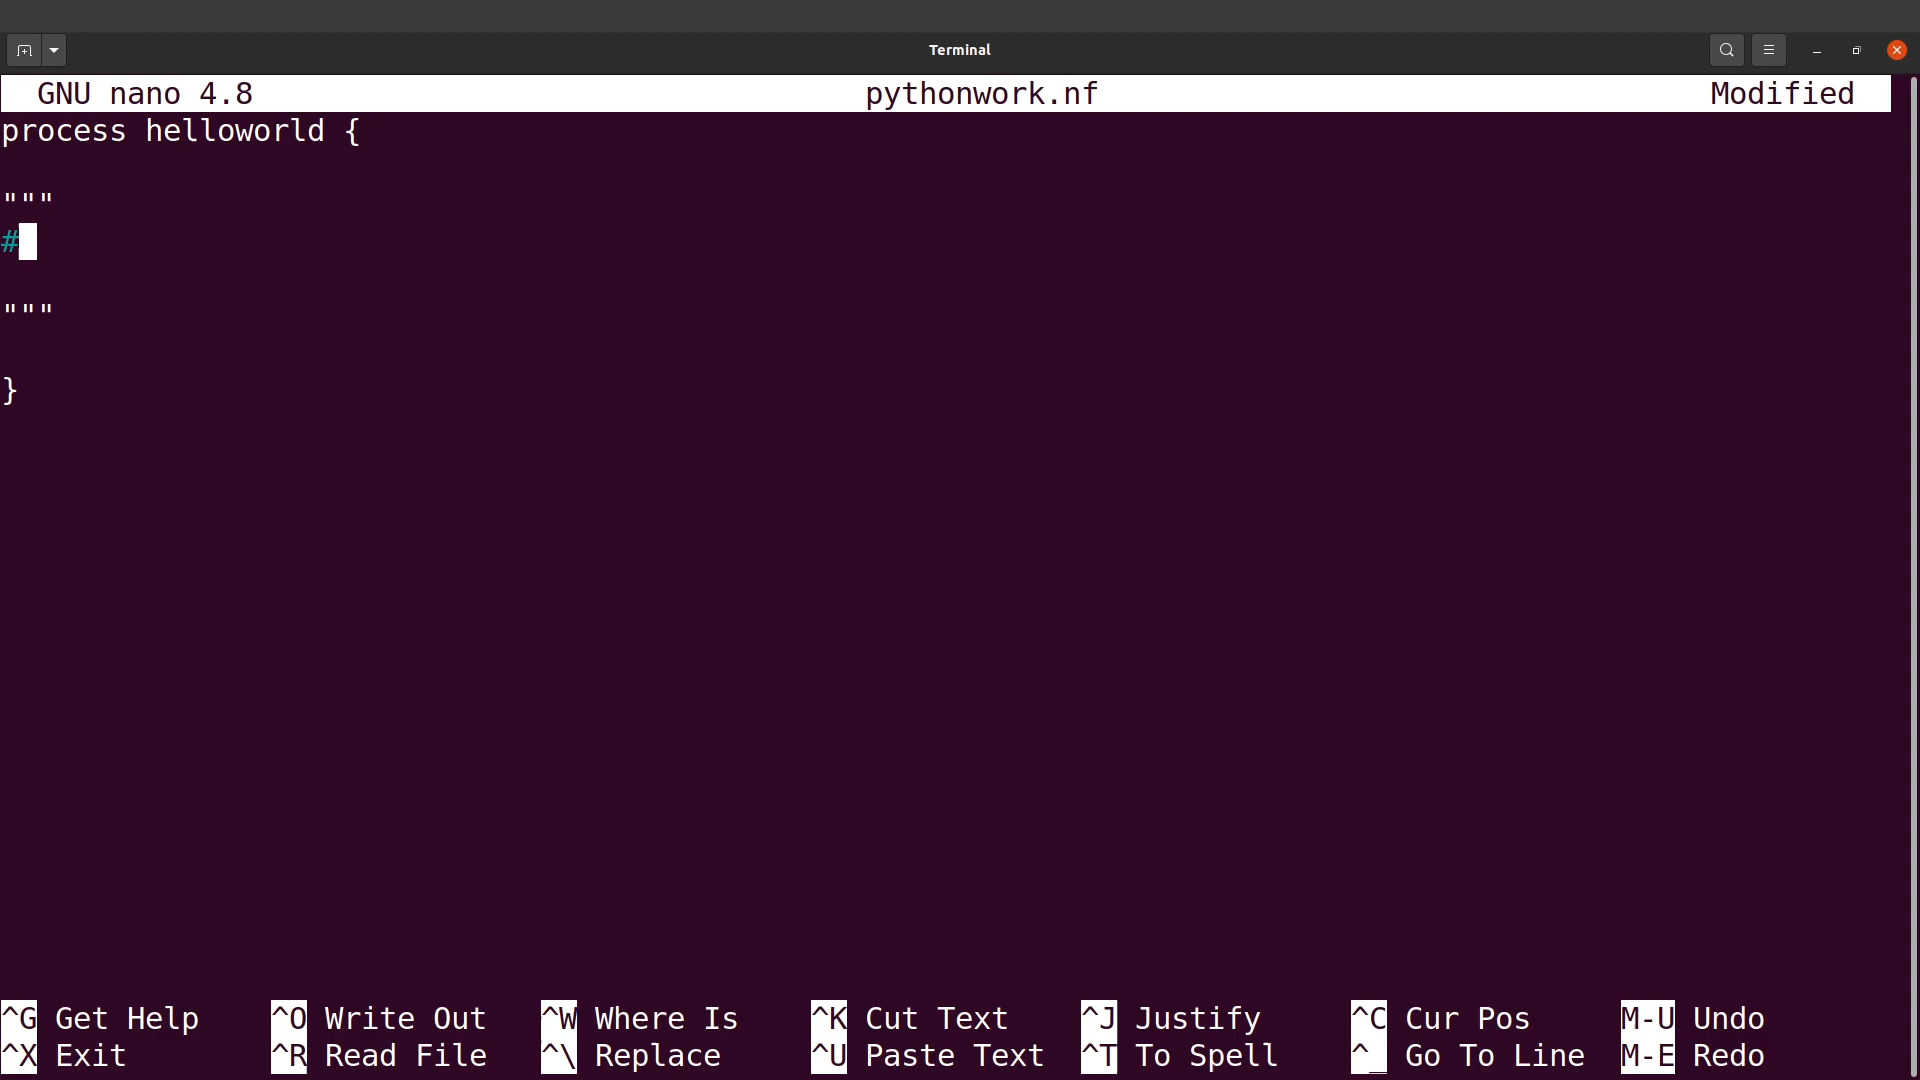 Terminal
GNU nano 4.8 pythonwork.nf Modified
process helloworld {
"""
#
"""
}
^G Get Help ^O Write Out ^W Where Is ^K Cut Text ^J Justify ^C Cur Pos M-U Undo
^X Exit ^R Read File ^\ Replace ^U Paste Text ^T To Spell ^_ Go To Line M-E Redo